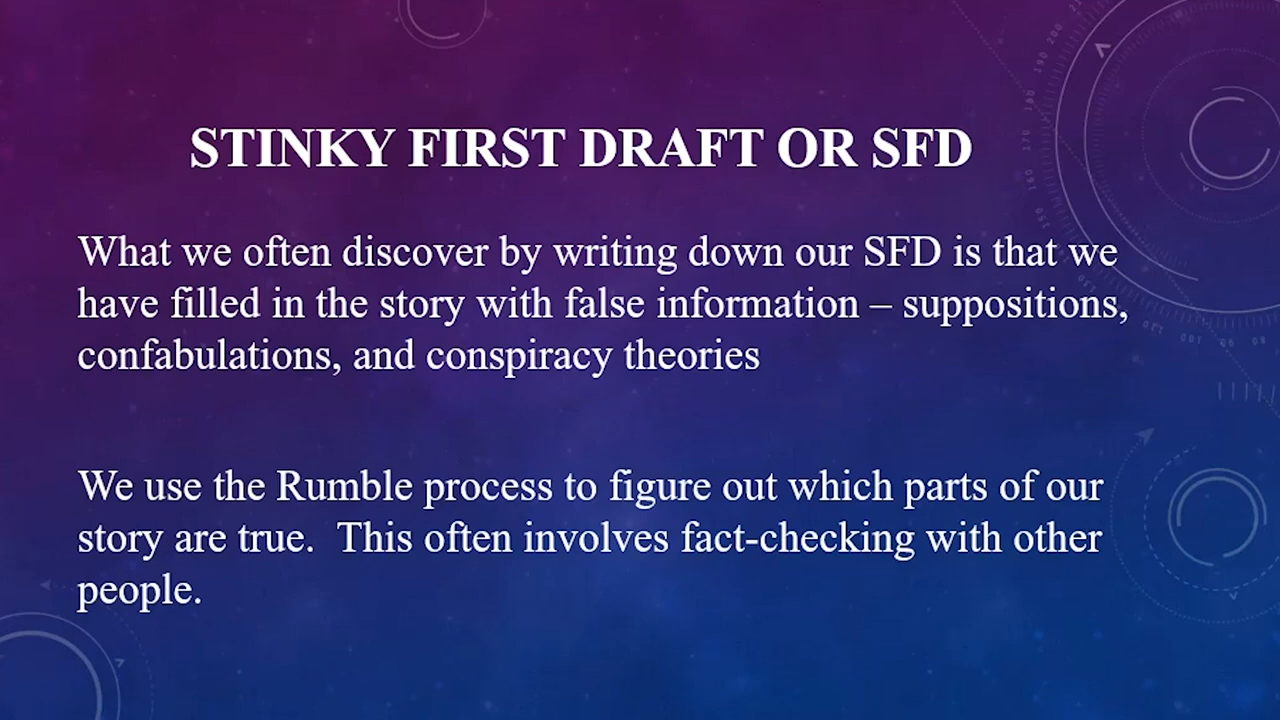 STINKY FIRST DRAFT OR SFD
What we often discover by writing down our SFD is that we
have filled in the story with false information – suppositions,
confabulations, and conspiracy theories
We use the Rumble process to figure out which parts of our
story are true.  This often involves fact-checking with other
people.